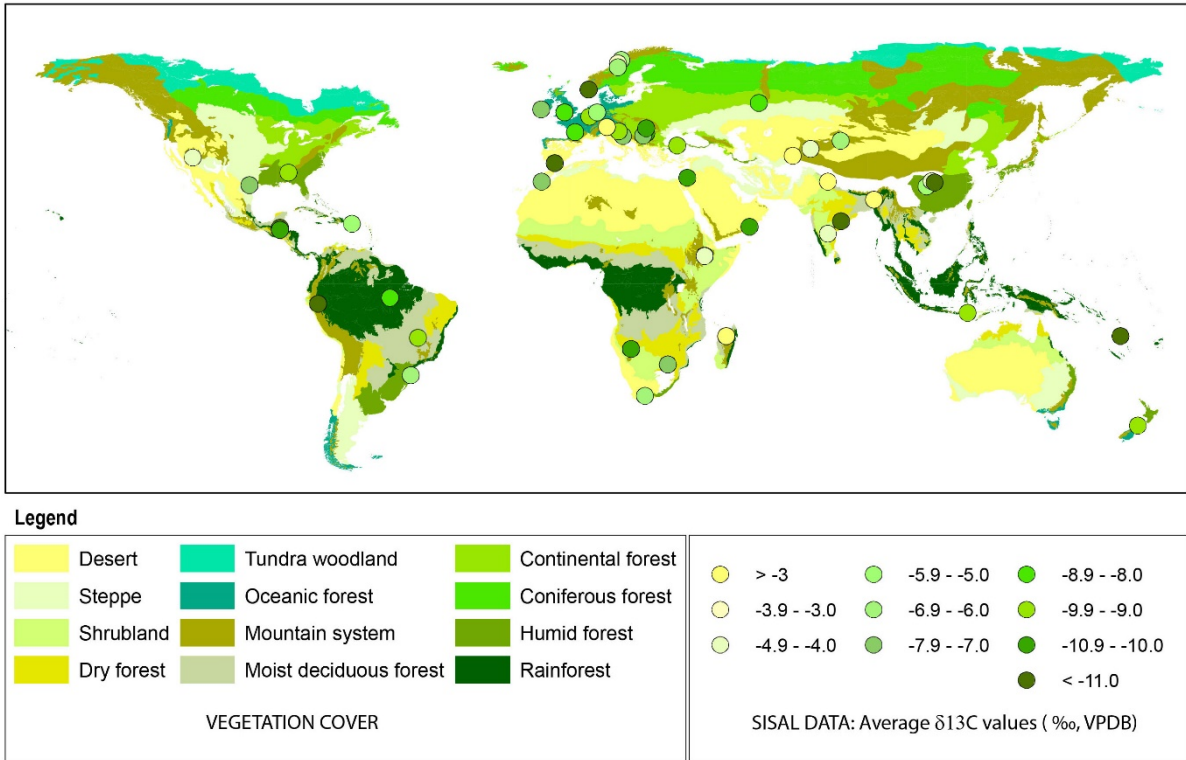 Legend
Desert
Steppe
Shrubland
Dry forest
Tundra woodland
Oceanic forest
Mountain system
Moist deciduous forest
Continental forest
Coniferous forest
Humid forest
Rainforest
VEGETATION COVER
> -3
-3.9 - -3.0
-4.9 - -4.0
-5.9 - -5.0
-6.9 - -6.0
-7.9 - -7.0
-8.9 - -8.0
-9.9 - -9.0
-10.9 - -10.0
< -11.0
SISAL DATA: Average δ13C values ( ‰, VPDB)